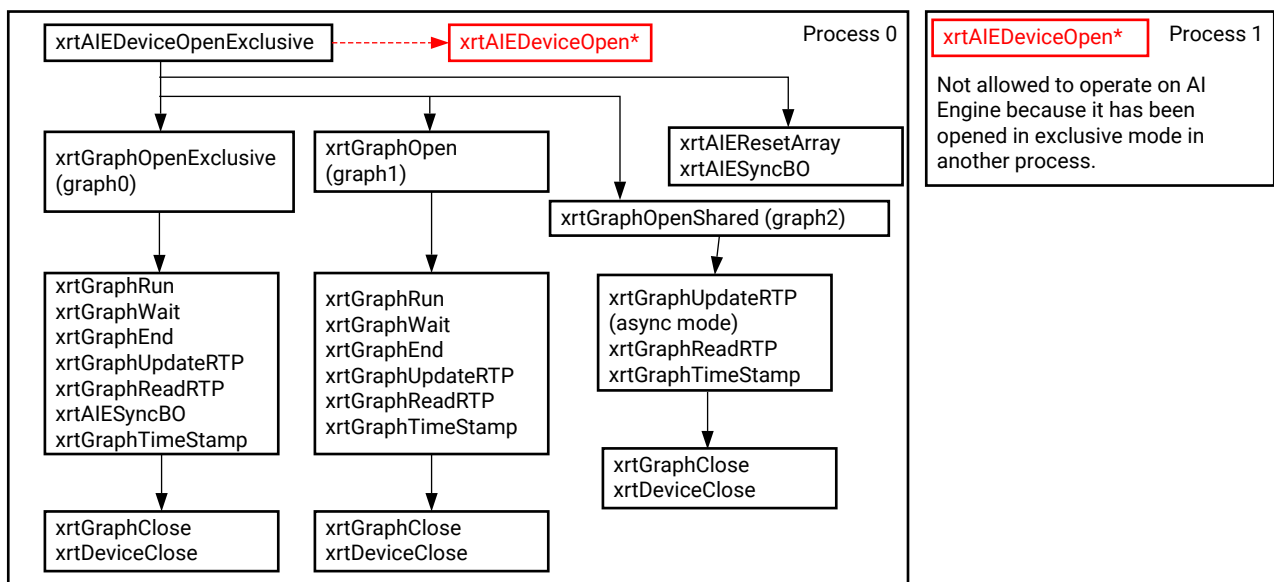 xrtAIEDeviceOpenExclusive
xrtAIEDeviceOpen*
Process 0
xrtGraphOpenExclusive
(graph0)
xrtGraphOpen
(graph1)
xrtAIEResetArray
xrtAIESyncBO
xrtGraphOpenShared (graph2)
xrtGraphRun
xrtGraphWait
xrtGraphEnd
xrtGraphUpdateRTP
xrtGraphReadRTP
xrtAIESyncBO
xrtGraphTimeStamp
xrtGraphRun
xrtGraphWait
xrtGraphEnd
xrtGraphUpdateRTP
xrtGraphReadRTP
xrtGraphTimeStamp
xrtGraphUpdateRTP
(async mode)
xrtGraphReadRTP
xrtGraphTimeStamp
xrtGraphClose
xrtDeviceClose
xrtGraphClose
xrtDeviceClose
xrtGraphClose
xrtDeviceClose
xrtAIEDeviceOpen*
Process 1
Not allowed to operate on AI
Engine because it has been
opened in exclusive mode in
another process.